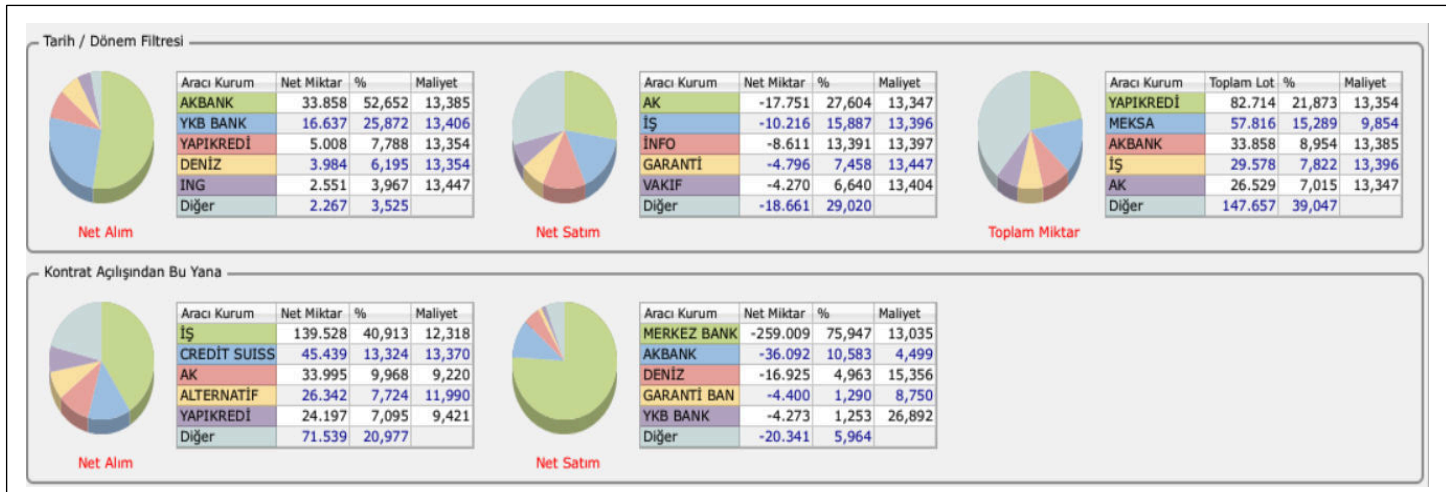 Tarih / Dönem Filtresi
Aracı Kurum Net Miktar % Maliyet
AKBANK 33.858 52,652 13,385
YKB BANK 16.637 25,872 13,406
YAPIKREDİ 5.008 7,788 13,354
DENİZ 3.984 6,195 13,354
ING 2.551 3,967 13,447
Diğer 2.267 3,525
Net Alım
Aracı Kurum Net Miktar % Maliyet
AK -17.751 27,604 13,347
İŞ -10.216 15,887 13,396
İNFO -8.611 13,391 13,397
GARANTİ -4.796 7,458 13,447
VAKIF -4.270 6,640 13,404
Diğer -18.661 29,020
Net Satım
Aracı Kurum Toplam Lot % Maliyet
YAPIKREDİ 82.714 21,873 13,354
MEKSA 57.816 15,289 9,854
AKBANK 33.858 8,954 13,385
İŞ 29.578 7,822 13,396
AK 26.529 7,015 13,347
Diğer 147.657 39,047
Toplam Miktar
Kontrat Açılışından Bu Yana
Aracı Kurum Net Miktar % Maliyet
İŞ 139.528 40,913 12,318
CREDİT SUISS 45.439 13,324 13,370
AK 33.995 9,968 9,220
ALTERNATİF 26.342 7,724 11,990
YAPIKREDİ 24.197 7,095 9,421
Diğer 71.539 20,977
Net Alım
Aracı Kurum Net Miktar % Maliyet
MERKEZ BANK -259.009 75,947 13,035
AKBANK -36.092 10,583 4,499
DENİZ -16.925 4,963 15,356
GARANTİ BAN -4.400 1,290 8,750
YKB BANK -4.273 1,253 26,892
Diğer -20.341 5,964
Net Satım